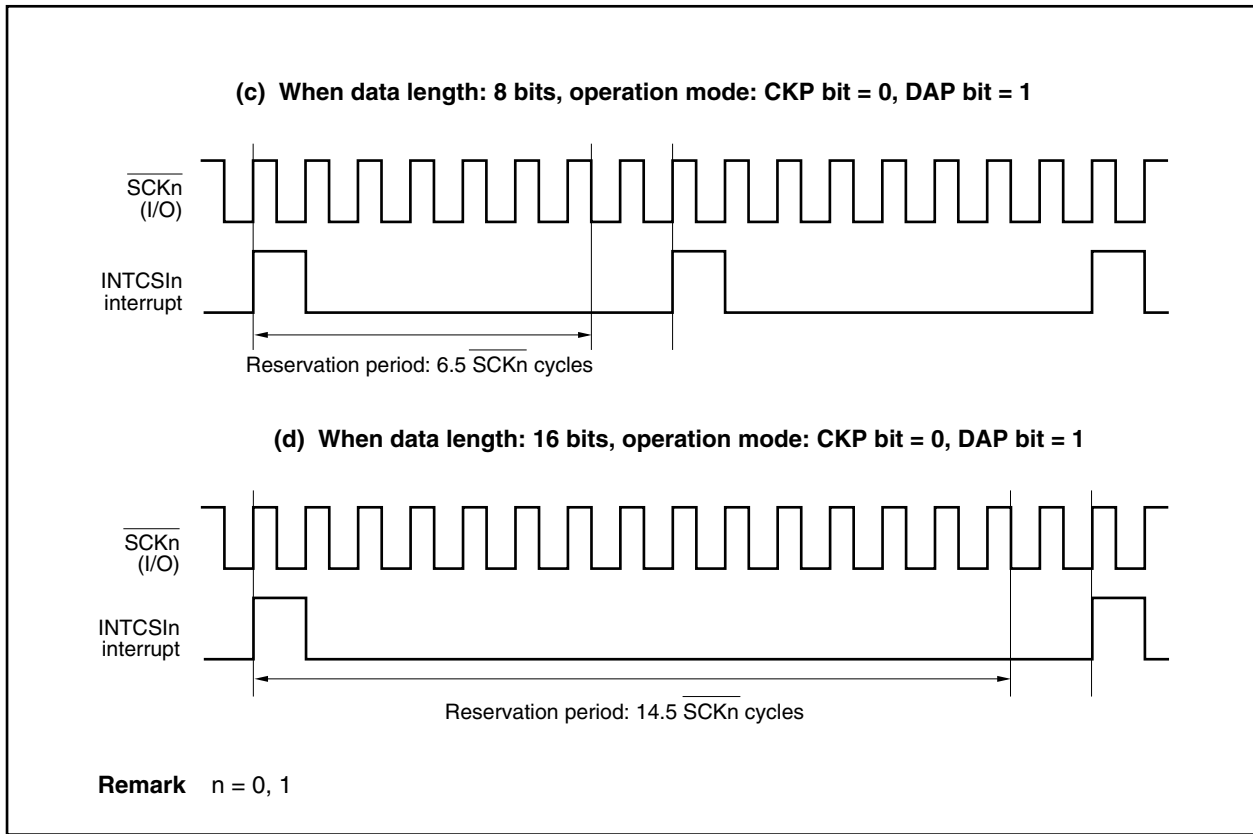 (c) When data length: 8 bits, operation mode: CKP bit = 0, DAP bit = 1
SCKn
(I/O)
INTCSIn
interrupt
Reservation period: 6.5 SCKn cycles
(d) When data length: 16 bits, operation mode: CKP bit = 0, DAP bit = 1
SCKn
(I/O)
INTCSIn
interrupt
Reservation period: 14.5 SCKn cycles
Remark n = 0, 1